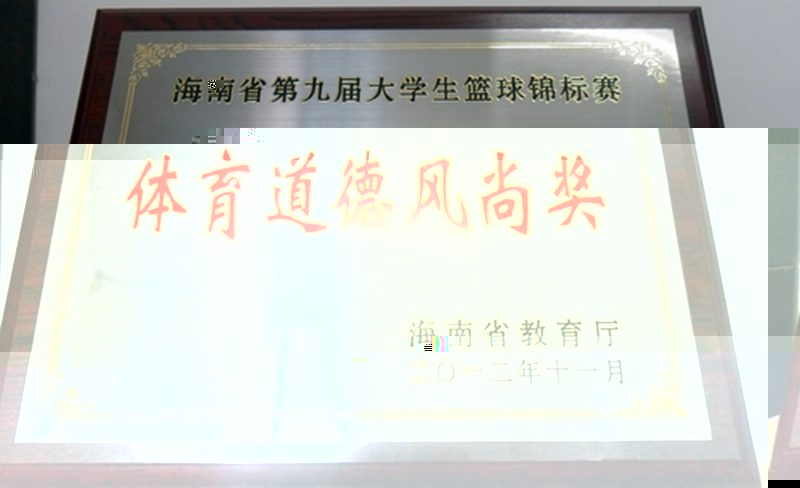 海南省第九届大学生篮球锦标赛
体育道德风尚奖
海南省教育厅
二〇一二年十一月